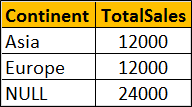 Continent TotalSales
Asia 12000
Europe 12000
NULL 24000